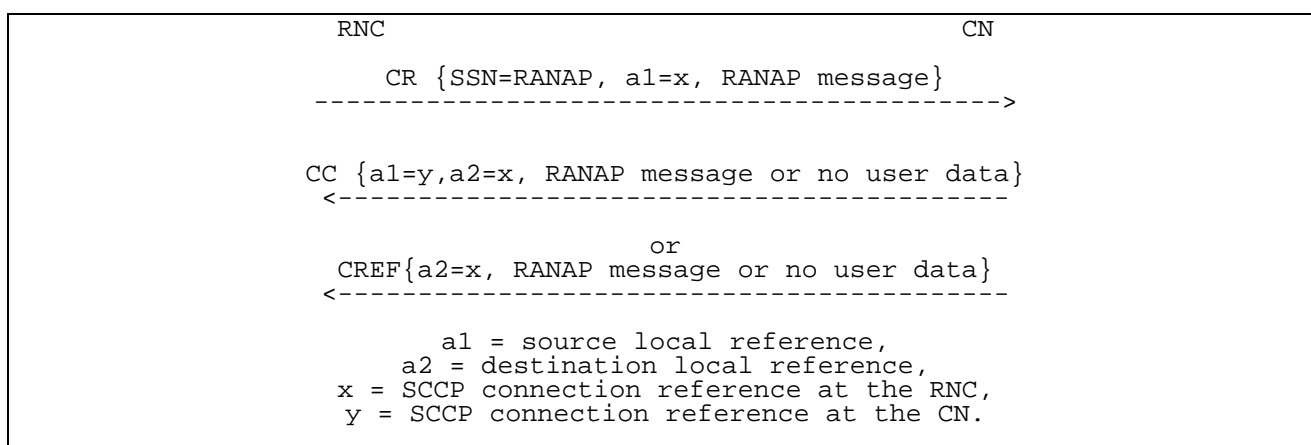 RNC CN
CR {SSN=RANAP, a1=x, RANAP message}
------------------------------------------->
CC {a1=y,a2=x, RANAP message or no user data}
<------------------------------------------
or
CREF{a2=x, RANAP message or no user data}
<------------------------------------------
a1 = source local reference,
a2 = destination local reference,
x = SCCP connection reference at the RNC,
y = SCCP connection reference at the CN.